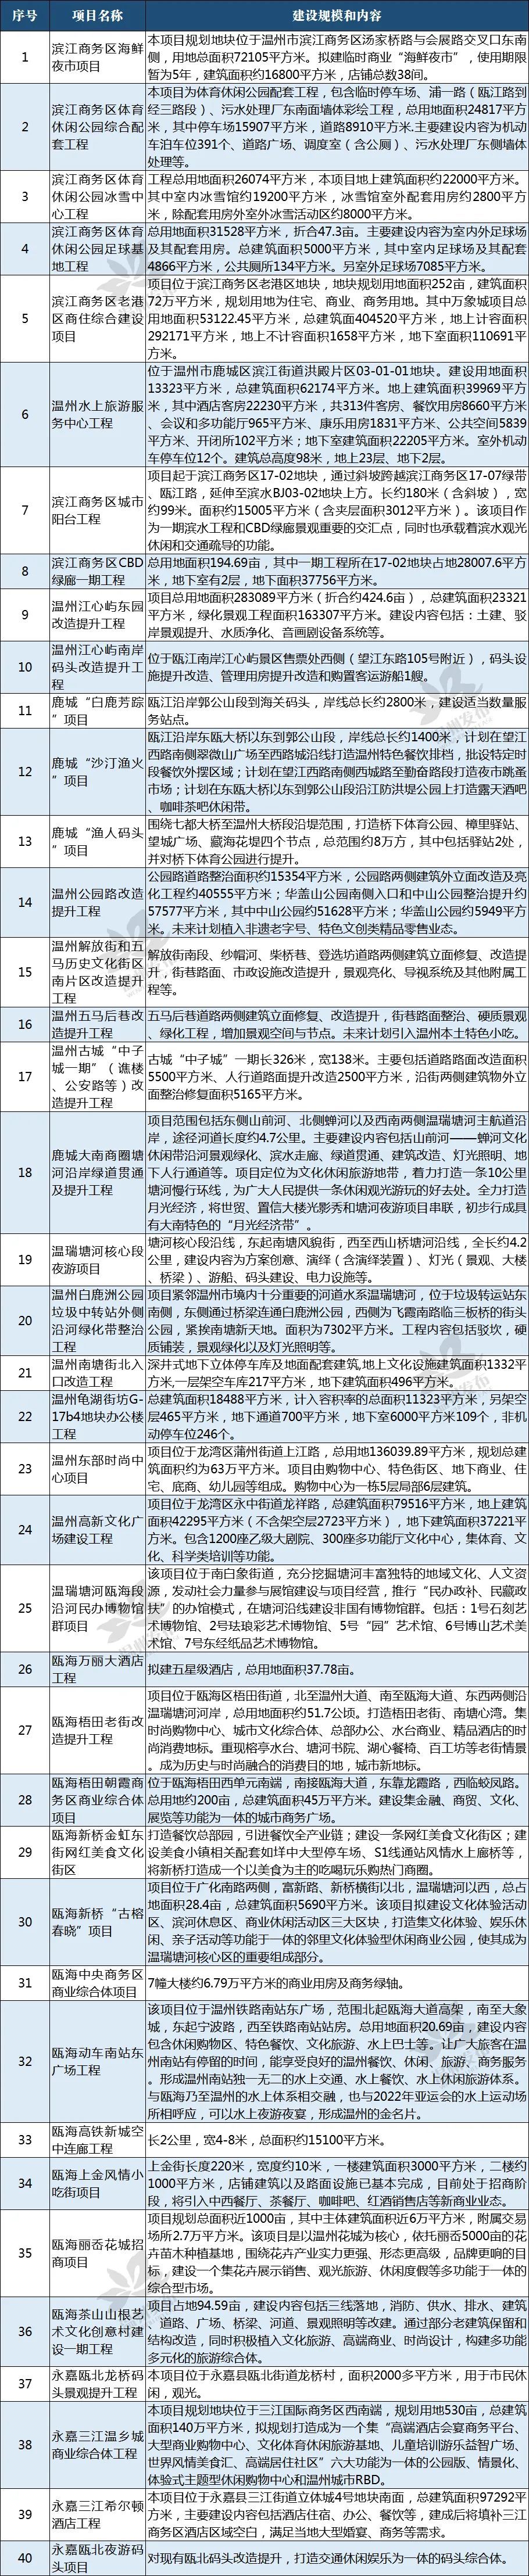 序号 项目名称 建设规模和内容
1
滨江商务区海鲜
夜市项目
本项目规划地块位于温州市滨江商务区汤家桥路与会展路交叉口东南
侧，用地总面积72105平方米。拟建临时商业“海鲜夜市”，使用期限
暂为5年，建筑面积约16800平方米，店铺总数38间。
2
滨江商务区体育
休闲公园综合配
套工程
本项目为体育休闲公园配套工程，包含临时停车场、浦一路（瓯江路到
经三路段）、污水处理厂东南面墙体彩绘工程，总用地面积24817平方
米，其中停车场15907平方米，道路8910平方米.主要建设内容为机动
车泊车位391个、道路广场、调度室（含公厕）、污水处理厂东侧墙体
处理等。
3
滨江商务区体育
休闲公园冰雪中
心工程
工程总用地面积26074平方米，本项目地上建筑面积约22000平方米。
其中室内冰雪馆约19200平方米，冰雪馆室外配套用房约2800平方
米，除配套用房外室外冰雪活动区约8000平方米。
4
滨江商务区体育
休闲公园足球基
地工程
总用地面积31528平方米，折合47.3亩。主要建设内容为室内外足球场
及其配套用房。总建筑面积5000平方米，其中室内足球场及其配套
4866平方米，公共厕所134平方米。另室外足球场7085平方米。
5
滨江商务区老港
区商住综合建设
项目
项目位于滨江商务区老港区地块，地块规划用地面积252亩，建筑面积
72万平方米，规划用地为住宅、商业、商务用地。其中万象城项目总
用地面积53122.45平方米，总建筑面404520平方米，地上计容面积
292171平方米，地上不计容面积1658平方米，地下室面积110691平
方米。
6
温州水上旅游服
务中心工程
位于温州市鹿城区滨江街道洪殿片区03-01-01地块。建设用地面积
13323平方米，总建筑面积62174平方米。地上建筑面积39969平方
米，其中酒店客房22230平方米，共313件客房、餐饮用房8660平方米
、会议和多功能厅965平方米、康乐用房1831平方米、公共空间5839
平方米、开闭所102平方米；地下室建筑面积22205平方米。室外机动
车停车位12个。建筑总高度98米，地上23层、地下2层。
7
滨江商务区城市
阳台工程
项目起于滨江商务区17-02地块，通过斜坡跨越滨江商务区17-07绿带
、瓯江路，延伸至滨水BJ03-02地块上方。长约180米（含斜坡），宽
约99米。面积约15005平方米（含夹层面积3012平方米）。该项目作
为一期滨水工程和CBD绿廊景观重要的交汇点，同时也承载着滨水观光
休闲和交通疏导的功能。
8
滨江商务区CBD
绿廊一期工程
总用地面积194.69亩，其中一期工程所在17-02地块占地28007.6平方
米，地下室有2层，地下面积37756平方米。
9
温州江心屿东园
改造提升工程
项目总用地面积283089平方米（折合约424.6亩），总建筑面积23321
平方米，绿化景观工程面积163307平方米。建设内容包括：土建、驳
岸景观提升、水质净化、音画剧设备系统等。
10
温州江心屿南岸
码头改造提升工
程
位于瓯江南岸江心屿景区售票处西侧（望江东路105号附近），码头设
施提升改造、管理用房提升改造和购置客运游船1艘。
11
鹿城“白鹿芳踪
”项目
瓯江沿岸郭公山段到海关码头，岸线总长约2800米，建设适当数量服
务站点。
12
鹿城“沙汀渔火
”项目
瓯江沿岸东瓯大桥以东到郭公山段，岸线总长约1400米，计划在望江
西路南侧翠微山广场至西路城沿线打造温州特色餐饮排档，批设特定时
段餐饮外摆区域；计划在望江西路南侧西城路至勤奋路段打造夜市跳蚤
市场；计划在东瓯大桥以东到郭公山段沿江防洪堤公园上打造露天酒吧
、咖啡茶吧休闲带。
13
鹿城“渔人码头
”项目
围绕七都大桥至温州大桥段沿堤范围，打造桥下体育公园、樟里驿站、
望城广场、藏海花堤四个节点，总范围约8万方，其中包括驿站2处，
并对桥下体育公园进行提升。
14
温州公园路改造
提升工程
公园路道路整治面积约15354平方米，公园路两侧建筑外立面改造及亮
化工程约40555平方米；华盖山公园南侧入口和中山公园整治提升约
57577平方米，其中中山公园约51628平方米；华盖山公园约5949平方
米。未来计划植入非遗老字号、特色文创类精品零售业态。
15
温州解放街和五
马历史文化街区
南片区改造提升
工程
解放街南段、纱帽河、柴桥巷、登选坊道路两侧建筑立面修复、改造提
升，街巷路面、市政设施改造提升，景观亮化、导视系统及其他附属工
程等。
16
温州五马后巷改
造提升工程
五马后巷道路两侧建筑立面修复、改造提升，街巷路面整治、硬质景观
、绿化工程，增加景观空间与节点。未来计划引入温州本土特色小吃。
17
温州古城“中子
城一期”（谯楼
、公安路等）改
造提升工程
古城“中子城”一期长326米，宽138米。主要包括道路路面改造面积
5500平方米、人行道路面提升改造2500平方米，沿街两侧建筑物外立
面整治修复面积5165平方米。
18
鹿城大南商圈塘
河沿岸绿道贯通
及提升工程
项目范围包括东侧山前河、北侧蝉河以及西南两侧温瑞塘河主航道沿
岸，途径河道长度约4.7公里。主要建设内容包括山前河——蝉河文化
休闲带沿河景观绿化、滨水走廊、绿道贯通、建筑改造、灯光照明、地
下人行通道等。项目定位为文化休闲旅游地带，着力打造一条10公里
塘河慢行环线，为广大人民提供一条休闲观光游玩的好去处。全力打造
月光经济，将世贸、置信大楼光影秀和塘河夜游项目串联，初步行成具
有大南特色的“月光经济带”。
19
温瑞塘河核心段
夜游项目
塘河核心段沿线，东起南塘风貌街，西至西山桥塘河沿线，全长约4.2
公里，建设内容为方案创意、演绎（含演绎装置）、灯光（景观、大楼
、桥梁）、游船、码头建设、电力设施等。
20
温州白鹿洲公园
垃圾中转站外侧
沿河绿化带整治
工程
项目紧邻温州市境内十分重要的河道水系温瑞塘河，位于垃圾转运站东
南侧，东侧通过桥梁连通白鹿洲公园，西侧为飞霞南路临三板桥的街头
公园，紧挨南塘新天地。面积为7302平方米。工程内容包括驳坎，硬
质铺装，景观绿化以及灯光照明等。
21
温州南塘街北入
口改造工程
深井式地下立体停车库及地面配套建筑,地上文化设施建筑面积1332平
方米,一层架空车库217平方米，地下建筑面积496平方米。
22
温州龟湖街坊G-
17b4地块办公楼
工程
总建筑面积18488平方米，计入容积率的总面积11323平方米，另架空
层465平方米，地下通道700平方米，地下室6000平方米109个，非机
动停车位246个。
23
温州东部时尚中
心项目
项目位于龙湾区蒲州街道上江路，总用地136039.89平方米，规划总建
筑面积约为63万平方米。项目由购物中心、特色街区、地下商业、住
宅、底商、幼儿园等组成。购物中心为一栋5层局部6层建筑。
24
温州高新文化广
场建设工程
项目位于龙湾区永中街道龙祥路，总建筑面积79516平方米，地上建筑
面积42295平方米（不含架空层2723平方米），地下建筑面积37221平
方米。包含1200座乙级大剧院、300座多功能厅文化中心，集体育、文
化、科学类培训等功能。
25
温瑞塘河瓯海段
沿河民办博物馆
群项目
该项目位于南白象街道，充分挖掘塘河丰富独特的地域文化、人文资
源，发动社会力量参与展馆建设与项目经营，推行“民办政补、民藏政
扶”的办馆模式，在塘河沿线建设非国有博物馆群。包括：1号石刻艺
术博物馆、2号珐琅彩艺术博物馆、5号“园”艺术馆、6号博山艺术美
术馆、7号东经纸品艺术博物馆。
26
瓯海万丽大酒店
工程
拟建五星级酒店，总用地面积37.78亩。
27
瓯海梧田老街改
造提升工程
项目位于瓯海区梧田街道，北至温州大道、南至瓯海大道、东西两侧沿
温瑞塘河河岸，总用地面积约51.7公顷。打造梧田老街、南塘心湾。集
时尚购物中心、城市文化综合体、总部办公、水台商业、精品酒店的时
尚消费地标。重现榕亭水台、塘河书院、湖心餐椅、百工坊等老街情景
。成为历史与时尚融合的消费目的地，城市新地标。
28
瓯海梧田朝霞商
务区商业综合体
项目
位于瓯海梧田西单元南端，南接瓯海大道，东靠龙霞路，西临蛟凤路。
总用地约200亩，总建筑面积45万平方米。建设集金融、商贸、文化、
展览等功能为一体的城市商务广场。
29
瓯海新桥金虹东
街网红美食文化
街区
打造餐饮总部园，引进餐饮全产业链；建设一条网红美食文化街区；建
设美食小镇相关配套如垟中大型停车场、S1线通站风情水上廊桥等，
将新桥打造成一个以美食为主的吃喝玩乐购热门商圈。
30
瓯海新桥“古榕
春晓”项目
项目位于广化南路两侧，富新路、新桥横街以北，温瑞塘河以西，总占
地面积28.4亩，总建筑面积5690平方米。该项目拟建设文化体验活动
区、滨河休息区、商业休闲活动区三大区块，打造集文化体验、娱乐休
闲、亲子活动等功能于一体的邻里文化体验型休闲商业公园，使其成为
温瑞塘河核心区的重要组成部分。
31
瓯海中央商务区
商业综合体项目
7幢大楼约6.79万平方米的商业用房及商务绿轴。
32
瓯海动车南站东
广场工程
该项目位于温州铁路南站东广场，范围北起瓯海大道高架，南至大象
城，东起宁波路，西至铁路南站站房。总用地面积20.69亩，建设内容
包含休闲购物区、特色餐饮、文化旅游、水上巴士等。让广大旅客在温
州南站有停留的时间，能享受良好的温州餐饮、休闲、旅游、商务服务
。形成温州南站独一无二的水上交通、水上餐饮、水上休闲旅游体系。
与瓯海乃至温州的水上体系相交融，也与2022年亚运会的水上运动场
所相呼应，可以水上夜游夜宴，形成温州的金名片。
33
瓯海高铁新城空
中连廊工程
长2公里，宽4-8米，总面积约15100平方米。
34
瓯海上金风情小
吃街项目
上金街长度220米，宽度约10米，一楼建筑面积3000平方米，二楼约
1000平方米，店铺建筑以及路面设施已基本完成，目前处于招商阶
段，将引入中西餐厅、茶餐厅、咖啡吧、红酒销售店等新商业业态。
35
瓯海丽岙花城招
商项目
项目规划总面积近1000亩，其中主体建筑面积近6万平方米，附属交易
场所2.7万平方米。该项目是以温州花城为核心，依托丽岙5000亩的花
卉苗木种植基地，围绕花卉产业实力更强、形态更高级，品牌更响的目
标，建设一个集花卉展示销售、观光旅游、休闲度假等多功能于一体的
综合型市场。
36
瓯海茶山山根艺
术文化创意村建
设一期工程
项目占地94.59亩，建设内容包括三线落地，消防、供水、排水、建筑
、道路、广场、桥梁、河道、景观照明等改建。通过部分老建筑保留和
结构改造，同时积极植入文化旅游、高端商业、时尚设计，构建多功能
多元化的旅游综合体。
37
永嘉瓯北龙桥码
头景观提升工程
本项目位于永嘉县瓯北街道龙桥村，面积2000多平方米，用于市民休
闲，观光。
38
永嘉三江温乡城
商业综合体工程
本项目规划地块位于三江国际商务区西南端，规划用地530亩，总建筑
面积140万平方米，拟规划打造成为一个集“高端酒店会宴商务平台、
大型商业购物中心、文化体育休闲旅游基地、儿童培训游乐益智广场、
世界风情美食汇、高端居住社区”六大功能为一体的公园版、情景化、
体验式主题型休闲购物中心和温州城市RBD。
39
永嘉三江希尔顿
酒店工程
本项目位于永嘉县三江街道立体城4号地块南面，总建筑面积97292平
方米，主要建设内容包括酒店住宿、办公、餐饮等，建成后将填补三江
商务区酒店区域空白，满足当地大型婚宴、商务等需求。
40
永嘉瓯北夜游码
头项目
对现有瓯北码头改造提升，打造交通休闲娱乐为一体的码头综合体。